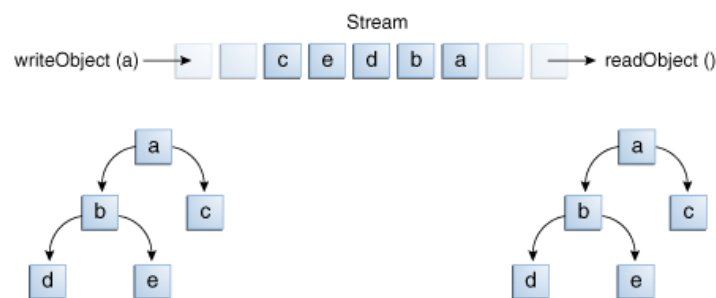 Stream
writeObject (a) c e d b a readObject ()
a a
b c b c
d e d e